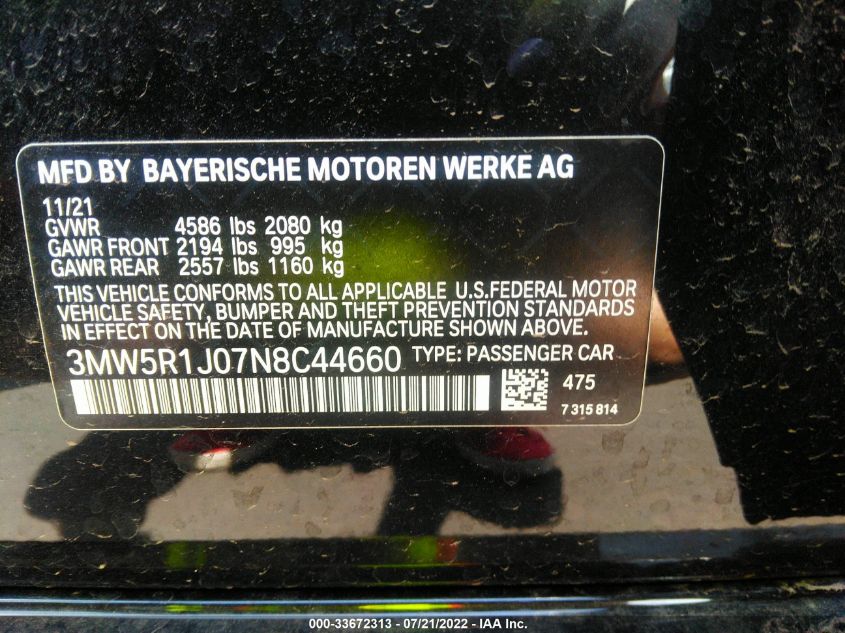 MFD BY BAYERISCHE MOTOREN WERKE AG
11/21
GVWR 4586 lbs 2080 kg
GAWR FRONT 2194 lbs 995 kg
GAWR REAR 2557 lbs 1160 kg
THIS VEHICLE CONFORMS TO ALL APPLICABLE U.S.FEDERAL MOTOR
VEHICLE SAFETY, BUMPER AND THEFT PREVENTION STANDARDS
IN EFFECT ON THE DATE OF MANUFACTURE SHOWN ABOVE.
3MW5R1J07N8C44660 TYPE: PASSENGER CAR
475
7 315 814
000-33672313 - 07/21/2022 - IAA Inc.